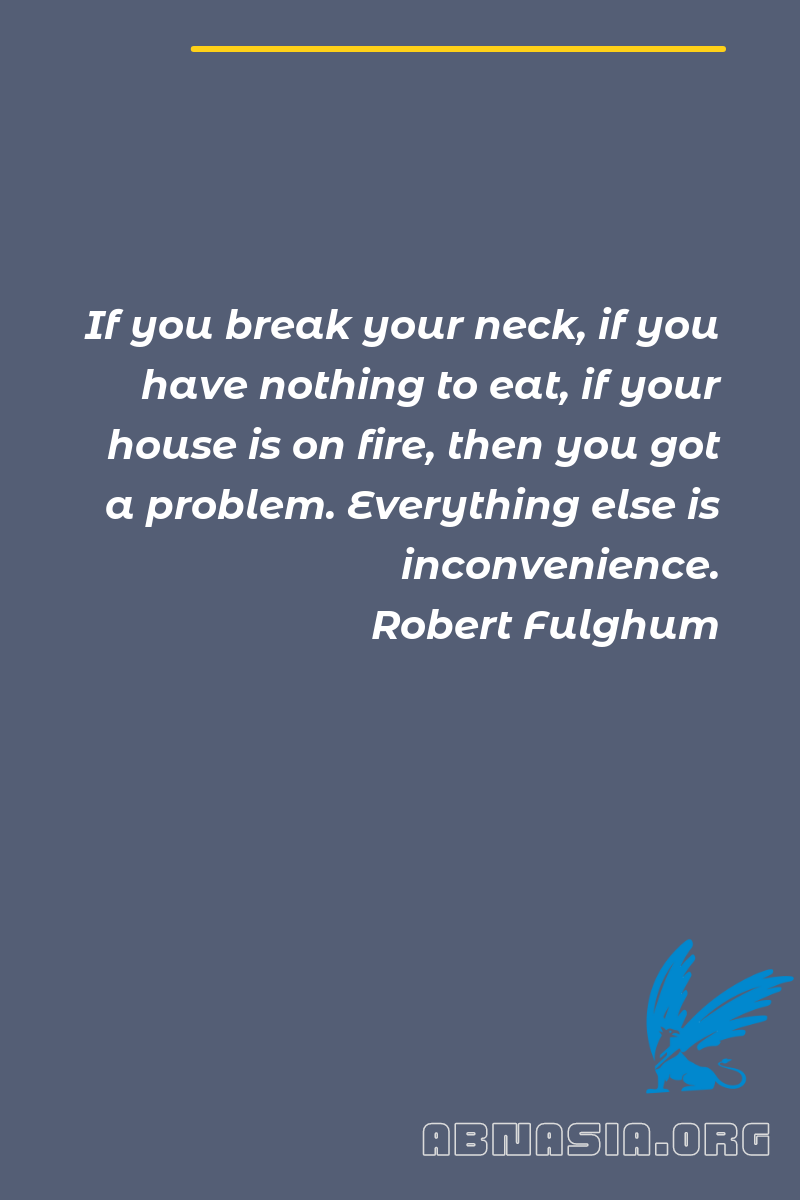 If you break your neck, if you
have nothing to eat, if your
house is on fire, then you got
a problem. Everything else is
inconvenience.
Robert Fulghum
ABNASIA.ORG